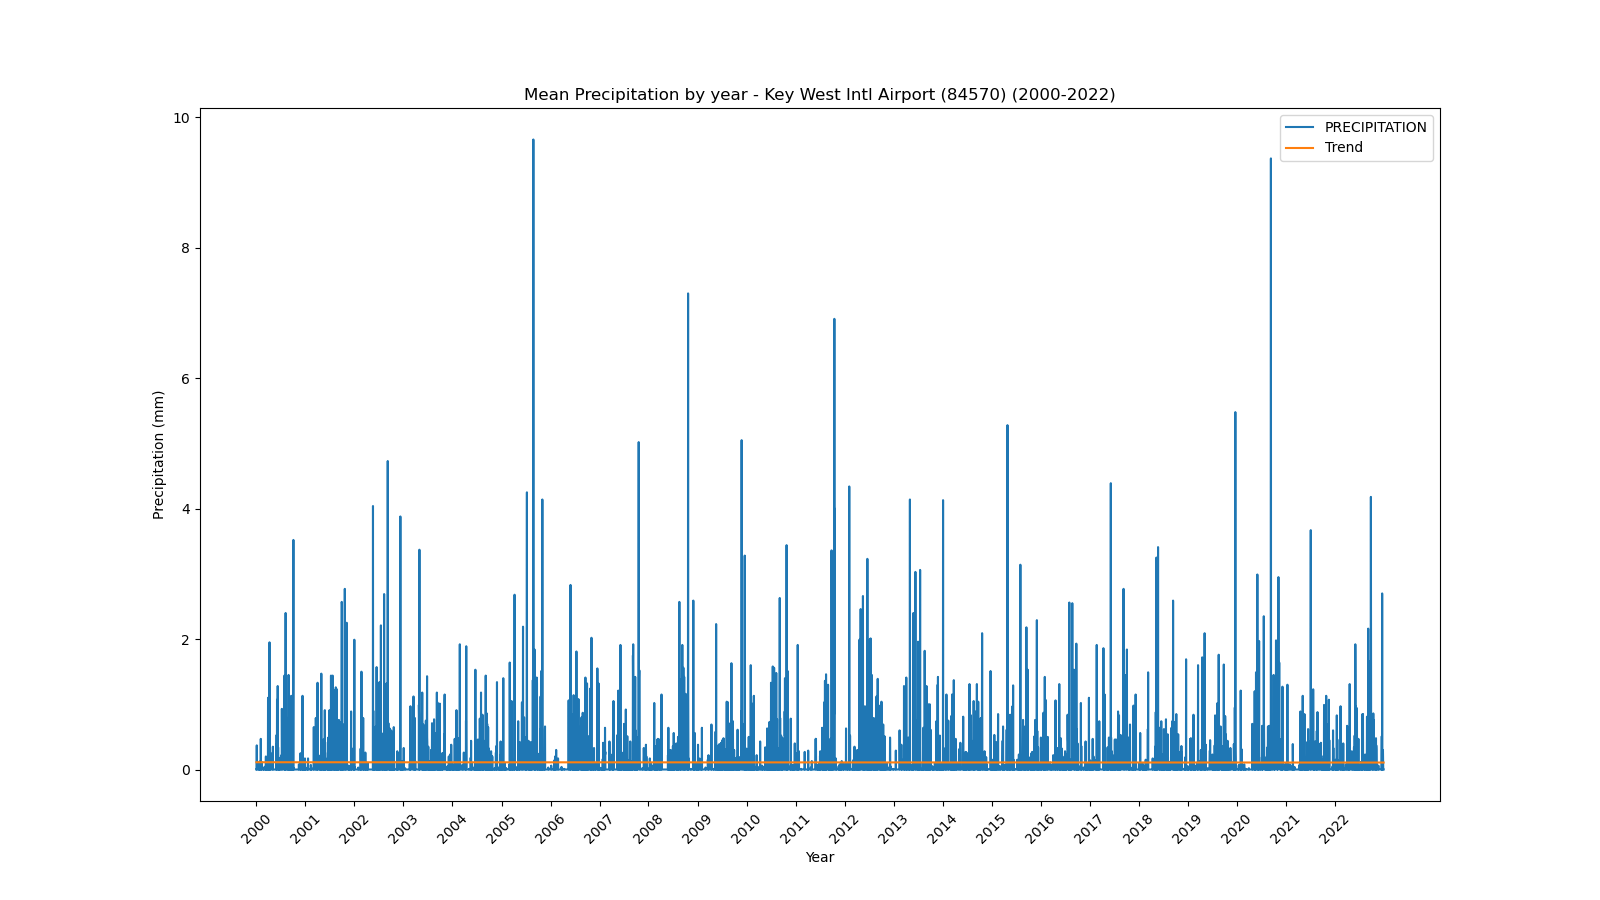 Mean Precipitation by year - Key West Intl Airport (84570) (2000-2022)
PRECIPITATION
Trend
Precipitation (mm)
10
8
6
4
2
0
2000 2001 2002 2003 2004 2005 2006 2007 2008 2009 2010 2011 2012 2013 2014 2015 2016 2017 2018 2019 2020 2021 2022
Year